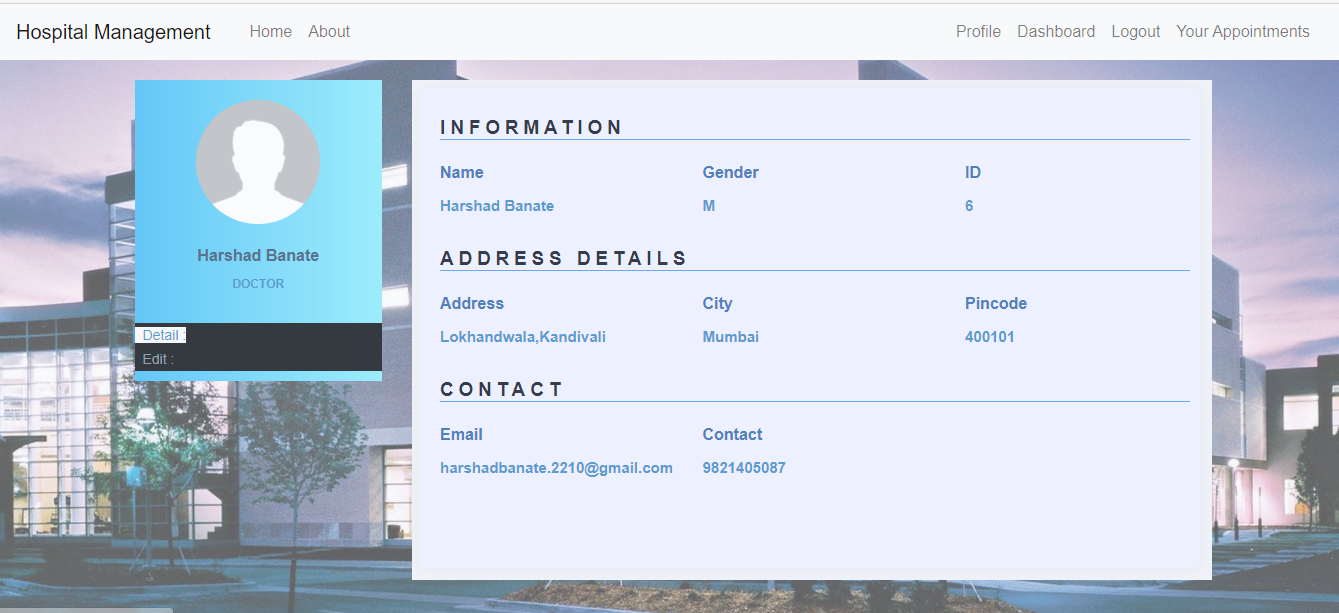 Hospital Management Home About Profile Dashboard Logout Your Appointments
Harshad Banate
DOCTOR
Detail :
Edit :
INFORMATION
Name Gender ID
Harshad Banate M 6
ADDRESS DETAILS
Address City Pincode
Lokhandwala,Kandivali Mumbai 400101
CONTACT
Email Contact
harshadbanate.2210@gmail.com 9821405087